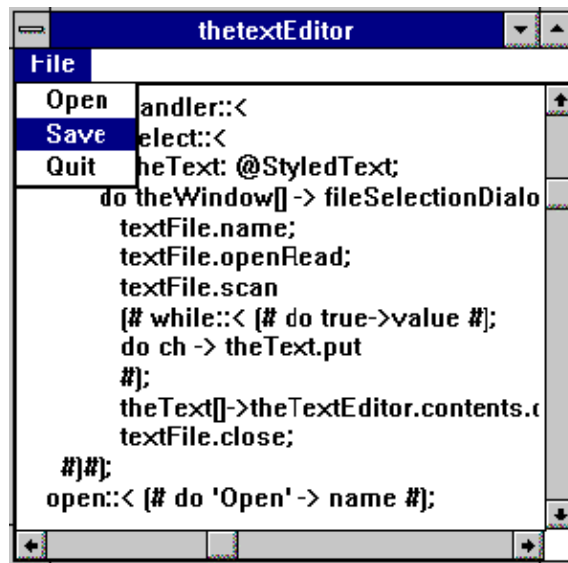 thetextEditor
File
Open
Save
Quit
andler::<
elect::<
heText: @StyledText;
do theWindow[] -> fileSelectionDialo
textFile.name;
textFile.openRead;
textFile.scan
(# while::< (# do true->value #);
do ch -> theText.put
#);
theText[]->theTextEditor.contents.c
textFile.close;
#)#);
open::< (# do 'Open' -> name #);